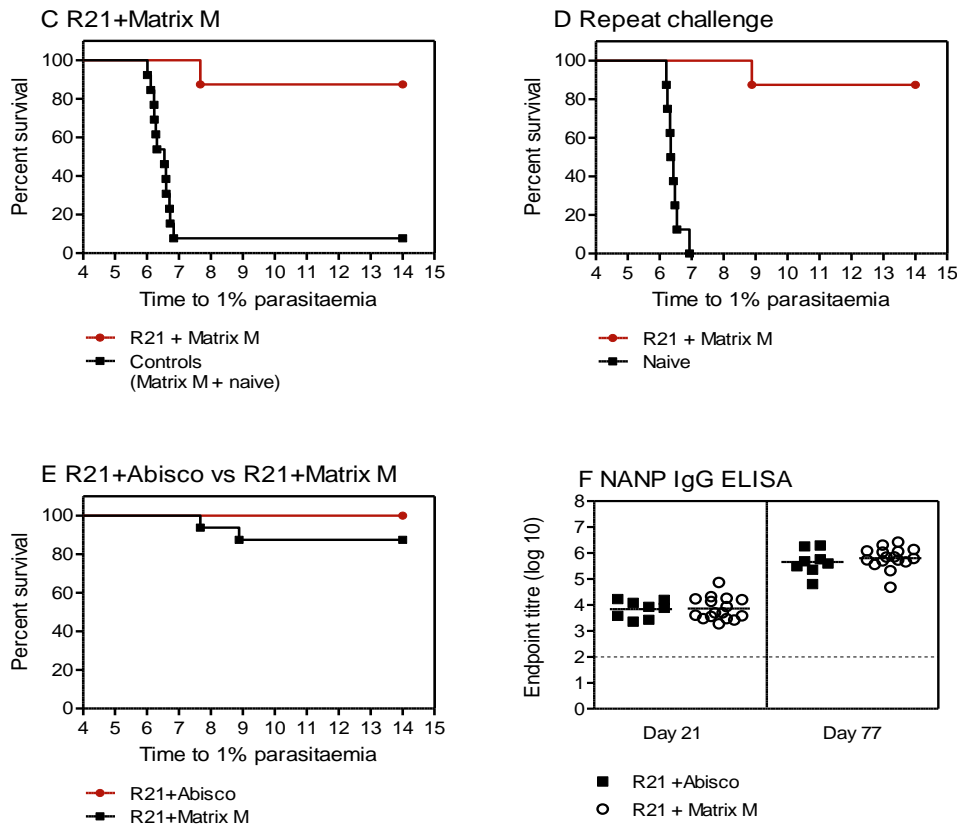 C R21+Matrix M
100
80
60
40
20
0
Percent survival
4 5 6 7 8 9 10 11 12 13 14 15
Time to 1% parasitaemia
R21 + Matrix M
Controls
(Matrix M + naive)
D Repeat challenge
100
80
60
40
20
0
Percent survival
4 5 6 7 8 9 10 11 12 13 14 15
Time to 1% parasitaemia
R21 + Matrix M
Naive
E R21+Abisco vs R21+Matrix M
100
80
60
40
20
0
Percent survival
4 5 6 7 8 9 10 11 12 13 14 15
Time to 1% parasitaemia
R21+Abisco
R21+Matrix M
F NANP IgG ELISA
8
7
6
5
4
3
2
1
0
Endpoint titre (log 10)
Day 21 Day 77
R21 +Abisco
R21 + Matrix M